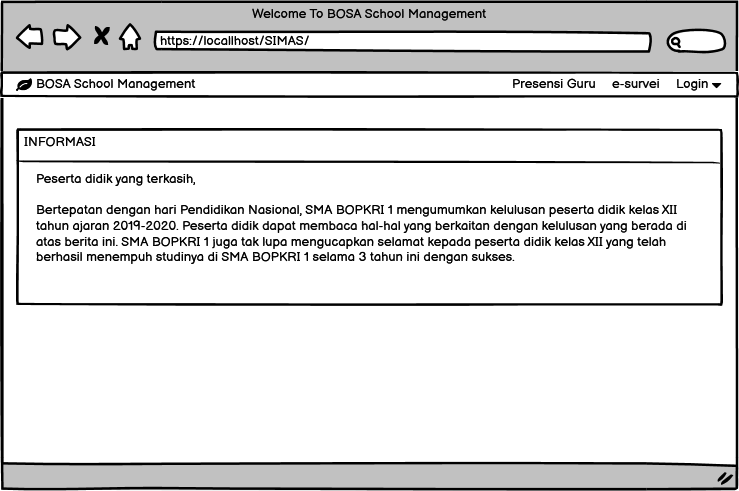 Welcome To BOSA School Management
https://locallhost/SIMAS/
BOSA School Management Presensi Guru e-survei Login
INFORMASI
Peserta didik yang terkasih,
Bertepatan dengan hari Pendidikan Nasional, SMA BOPKRI 1 mengumumkan kelulusan peserta didik kelas XII
tahun ajaran 2019-2020. Peserta didik dapat membaca hal-hal yang berkaitan dengan kelulusan yang berada di
atas berita ini. SMA BOPKRI 1 juga tak lupa mengucapkan selamat kepada peserta didik kelas XII yang telah
berhasil menempuh studinya di SMA BOPKRI 1 selama 3 tahun ini dengan sukses.